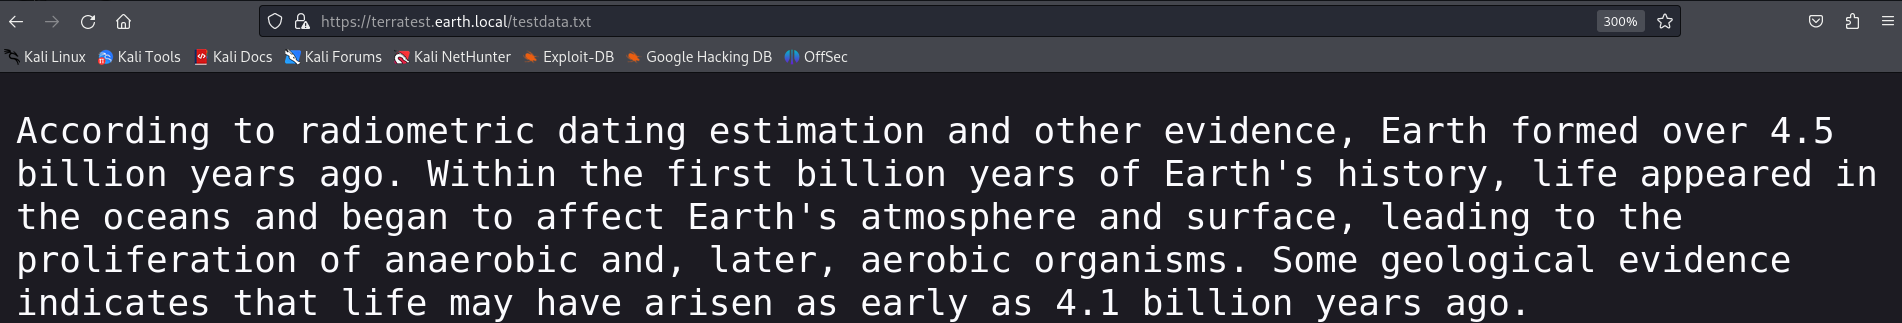 https://terratest.earth.local/testdata.txt 300%
Kali Linux Kali Tools Kali Docs Kali Forums Kali NetHunter Exploit-DB Google Hacking DB OffSec
According to radiometric dating estimation and other evidence, Earth formed over 4.5
billion years ago. Within the first billion years of Earth's history, life appeared in
the oceans and began to affect Earth's atmosphere and surface, leading to the
proliferation of anaerobic and, later, aerobic organisms. Some geological evidence
indicates that life may have arisen as early as 4.1 billion years ago.